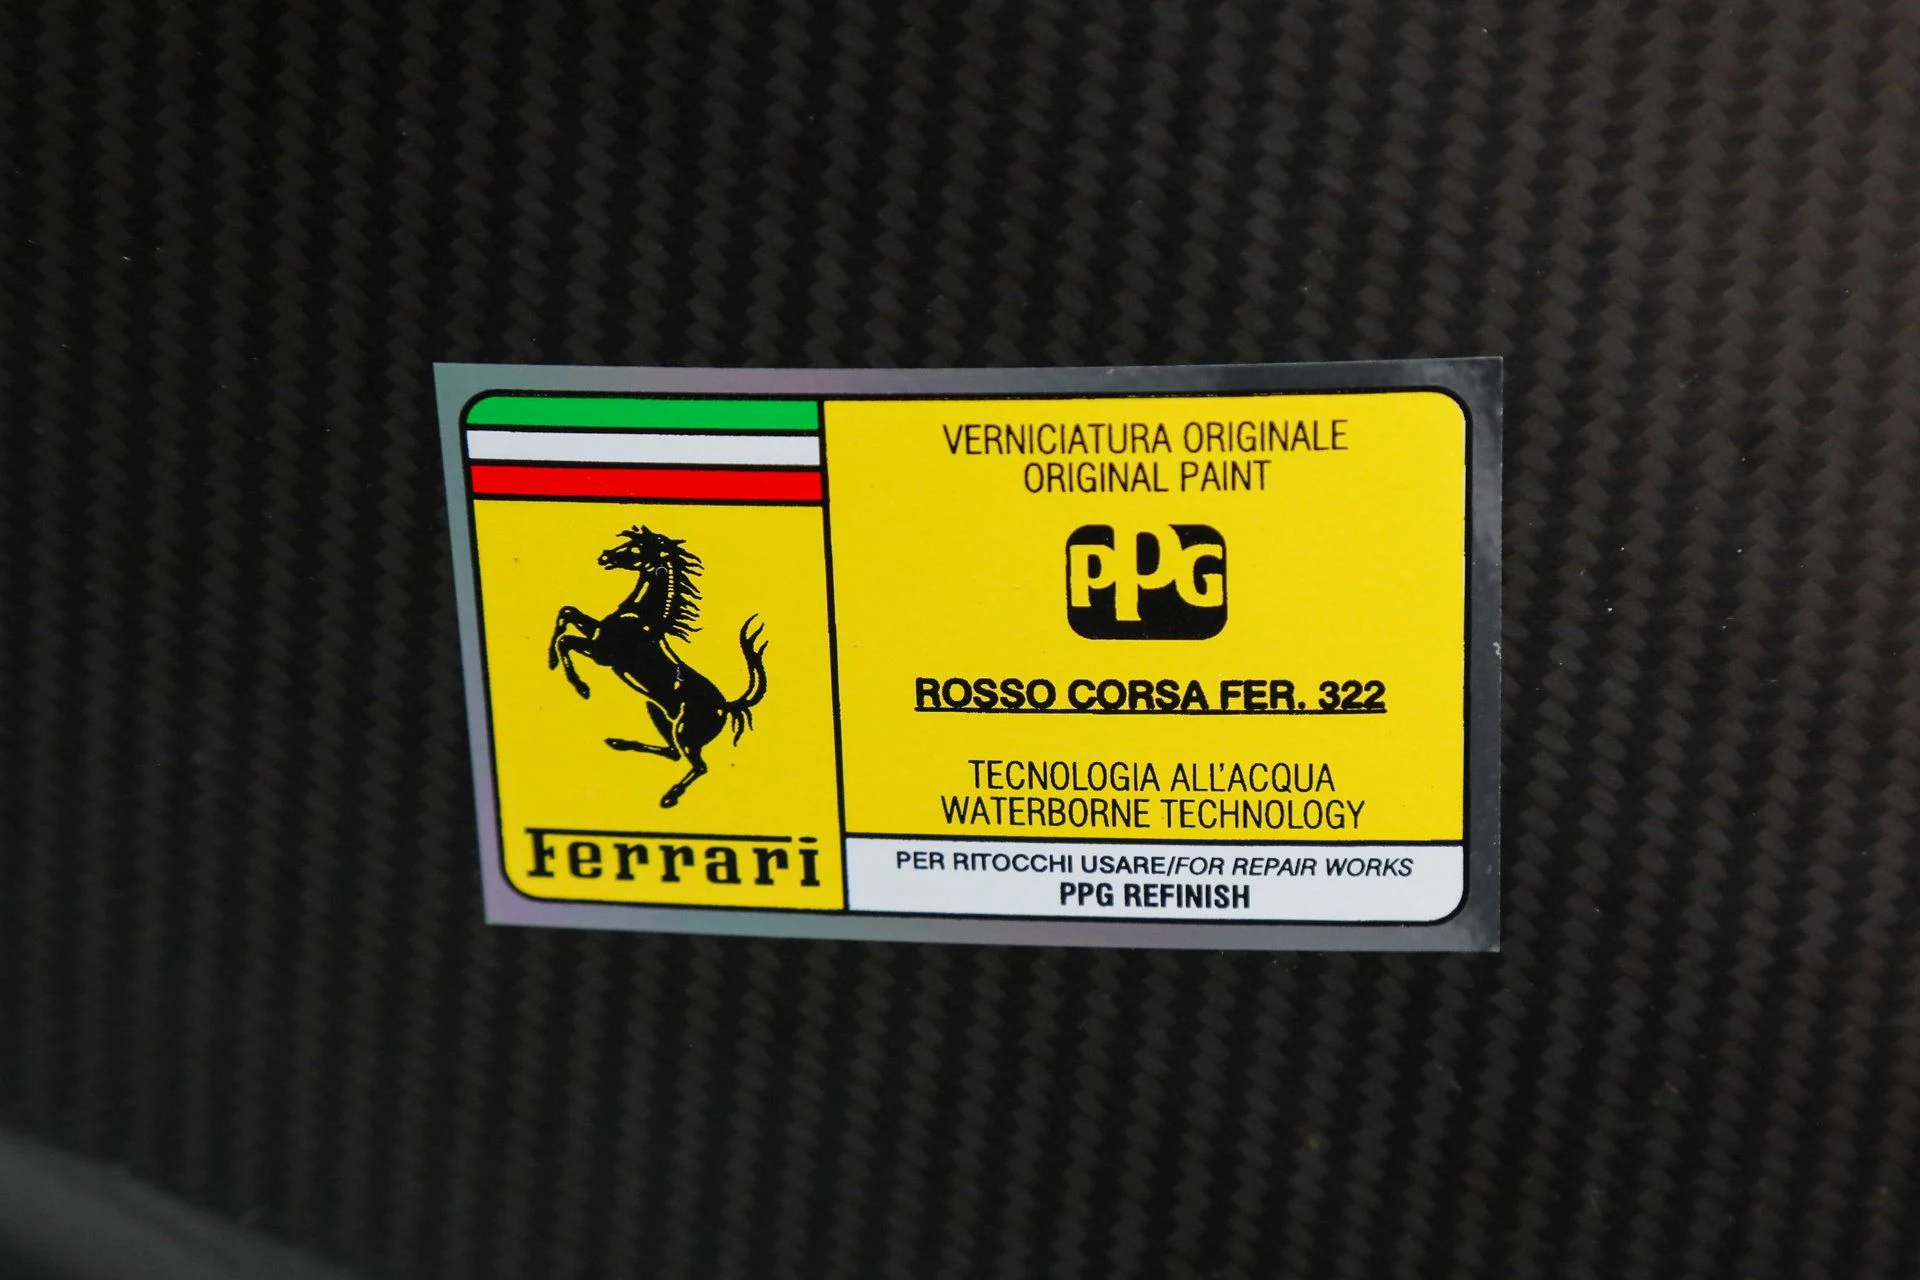 Ferrari
VERNICIATURA ORIGINALE
ORIGINAL PAINT
PPG
ROSSO CORSA FER. 322
TECNOLOGIA ALL'ACQUA
WATERBORNE TECHNOLOGY
PER RITOCCHI USARE/FOR REPAIR WORKS
PPG REFINISH